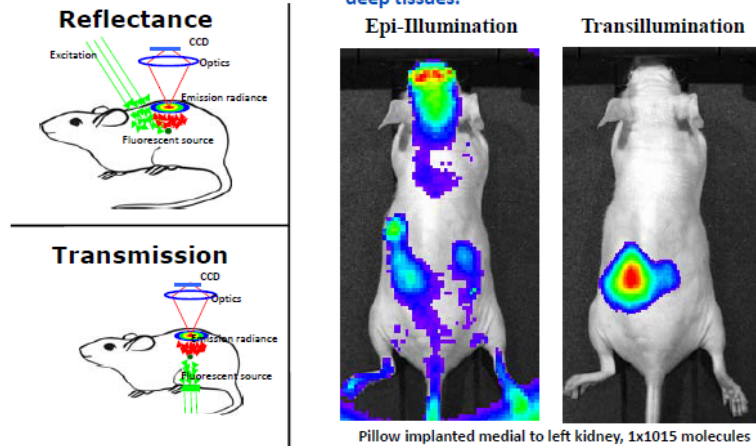 Reflectance
CCD
Excitation
Optics
Emission radiance
Fluorescent source
Transmission
CCD
Optics
Emission radiance
Fluorescent source
deep tissues.
Epi-Illumination
Transillumination
Pillow implanted medial to left kidney, 1x1015 molecules